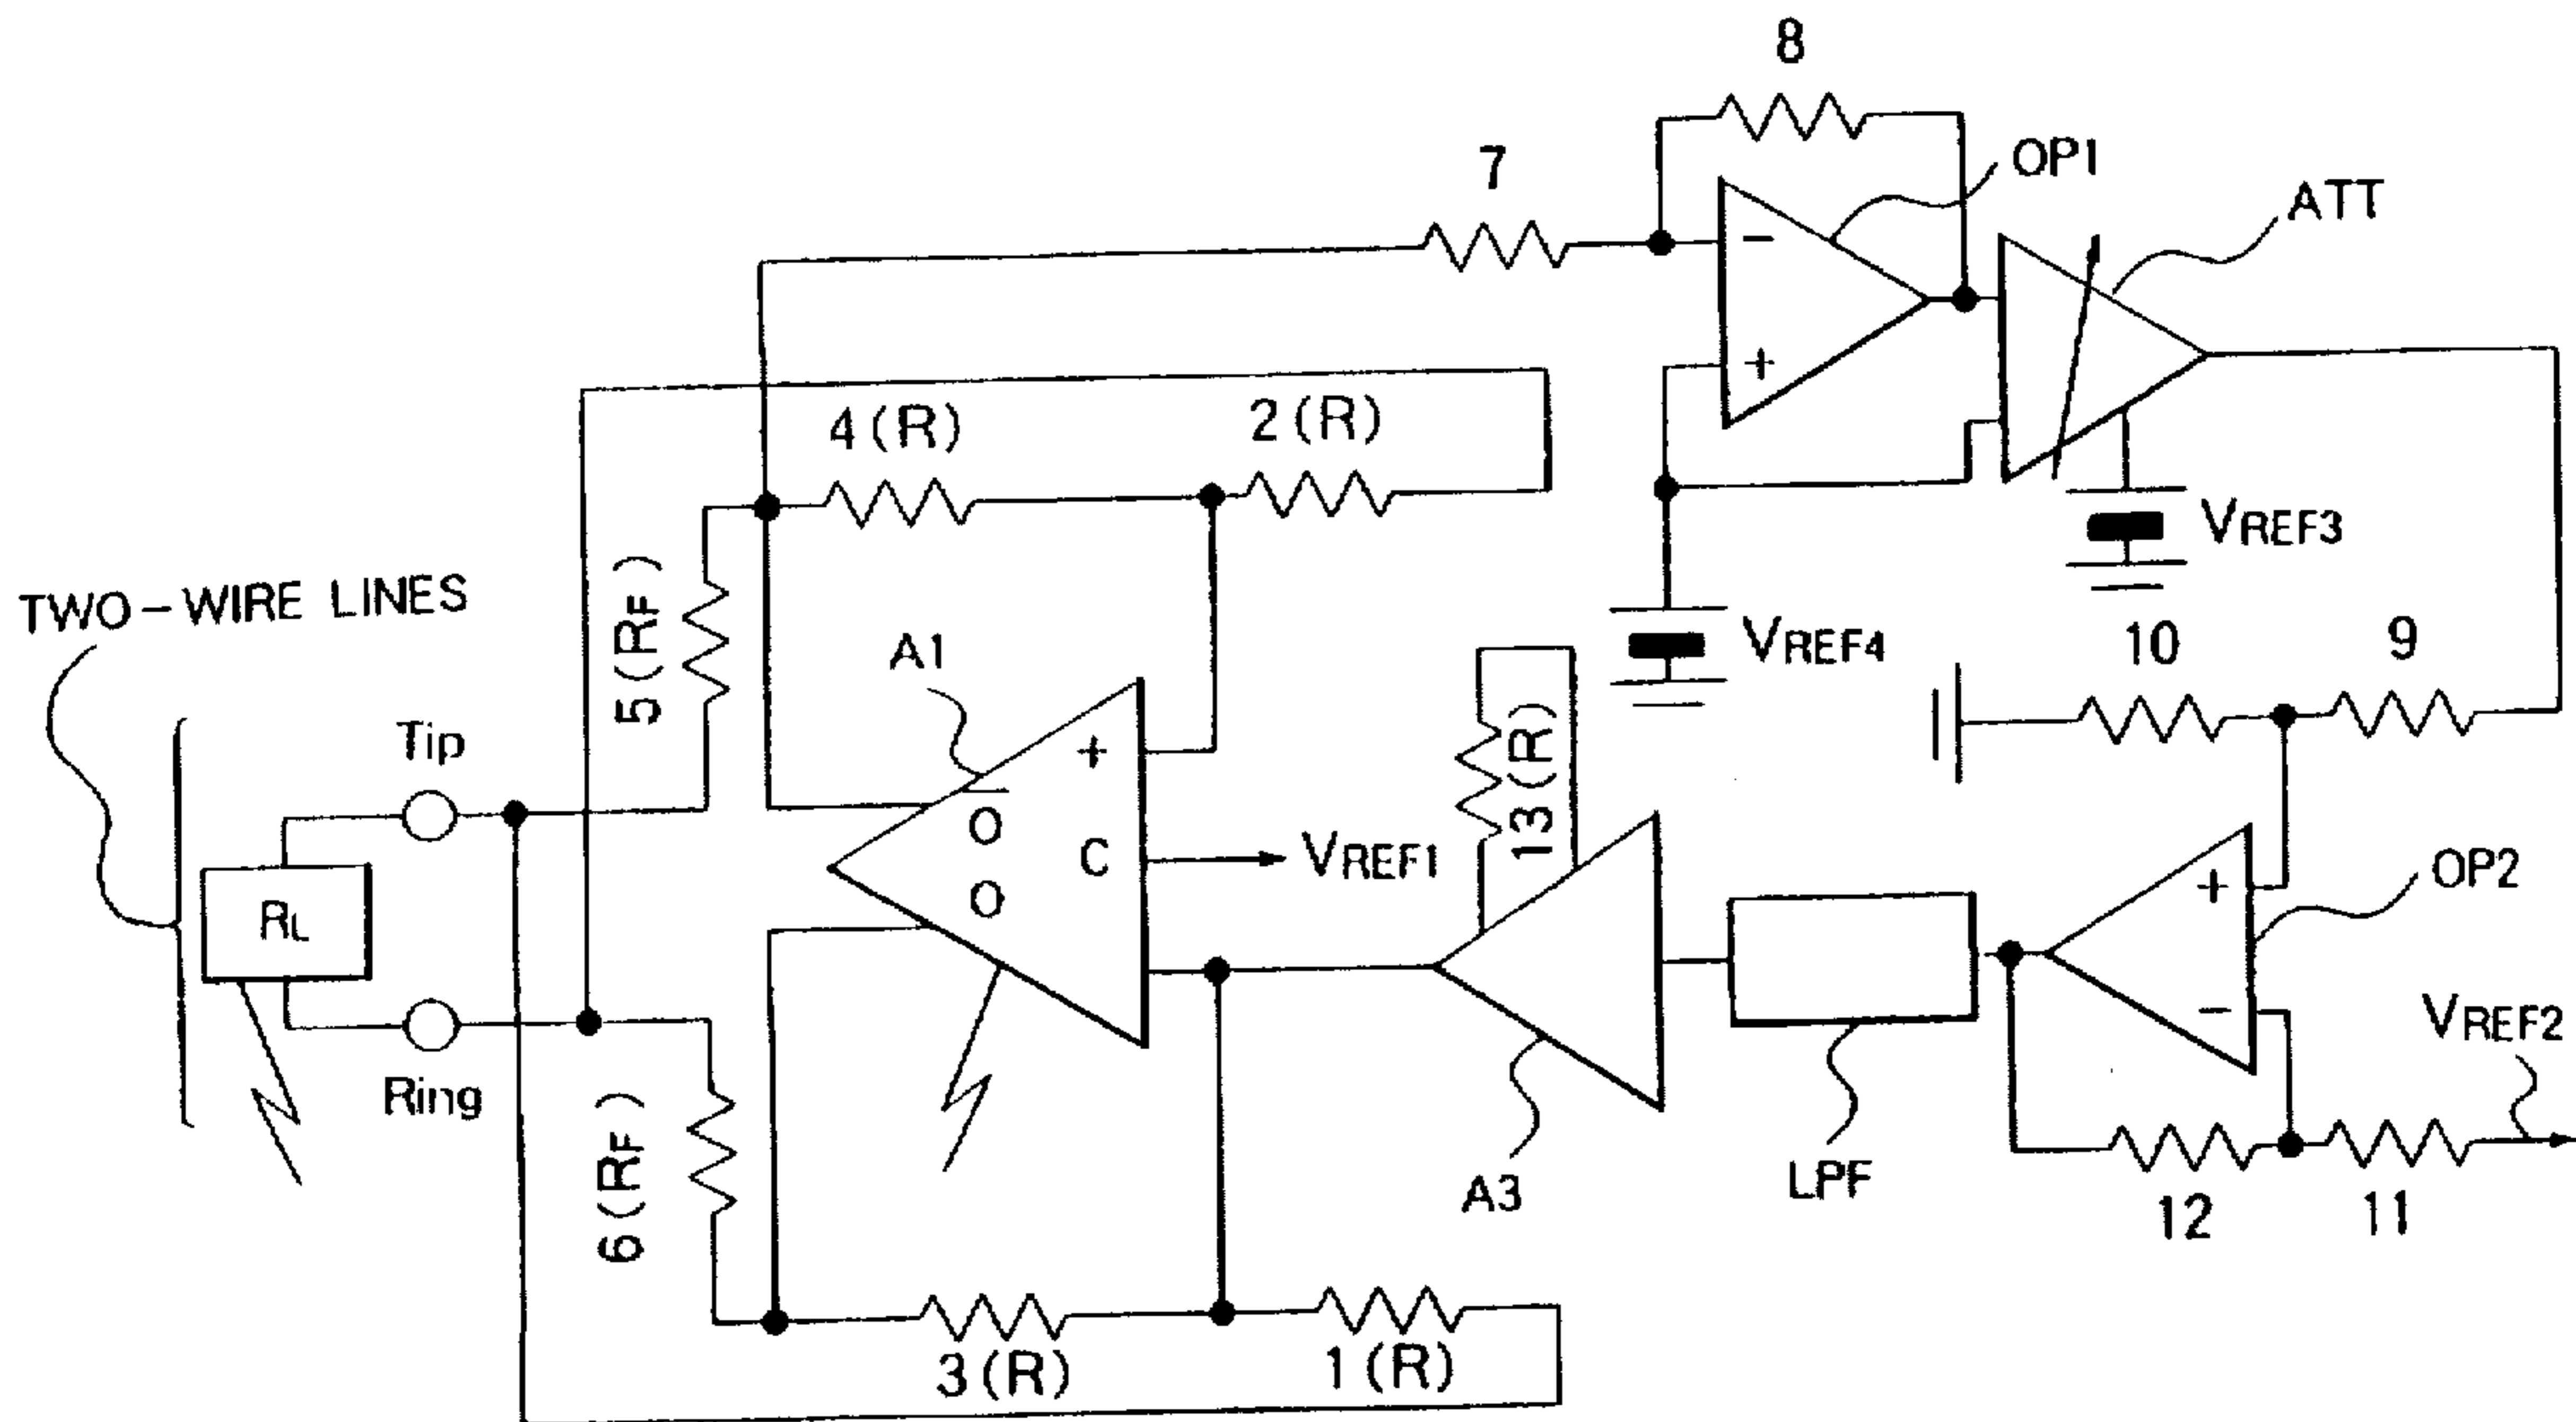 8
OP1
7
ATT
4 (R)
2 (R)
VREF3
TWO-WIRE LINES
5 (RF)
A1
VREF4
10
9
Tip
+
-
+
O
O
C
VREF1
13 (R)
RL
+
-
OP2
VREF2
Ring
6 (RF)
A3
LPF
12
11
3 (R)
1 (R)